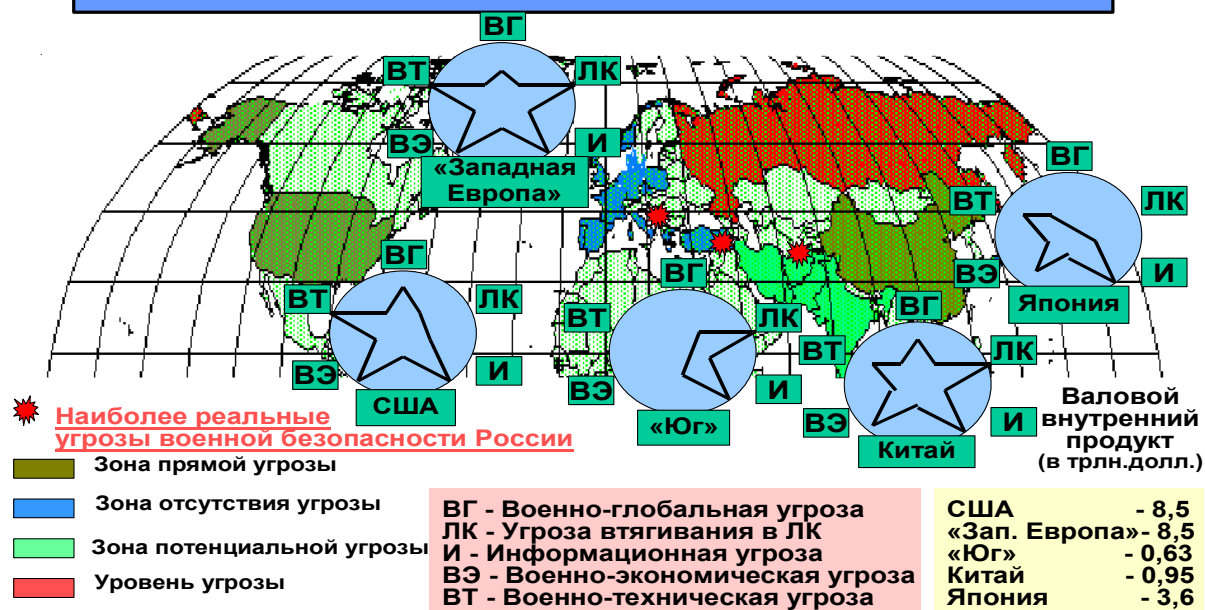 ВГ
ВТ
ЛК
ВЭ
И
«Западная
Европа»
ВГ
ВТ
ЛК
ВЭ
И
Япония
ВГ
ВТ
ЛК
ВЭ
И
США
ВГ
ВТ
ЛК
ВЭ
И
«Юг»
ВГ
ВТ
ЛК
ВЭ
И
Китай
Наиболее реальные
угрозы военной безопасности России
Зона прямой угрозы
Зона отсутствия угрозы
Зона потенциальной угрозы
Уровень угрозы
ВГ - Военно-глобальная угроза
ЛК - Угроза втягивания в ЛК
И - Информационная угроза
ВЭ - Военно-экономическая угроза
ВТ - Военно-техническая угроза
Валовой
внутренний
продукт
(в трлн.долл.)
США - 8,5
«Зап. Европа»- 8,5
«Юг» - 0,63
Китай - 0,95
Япония - 3,6